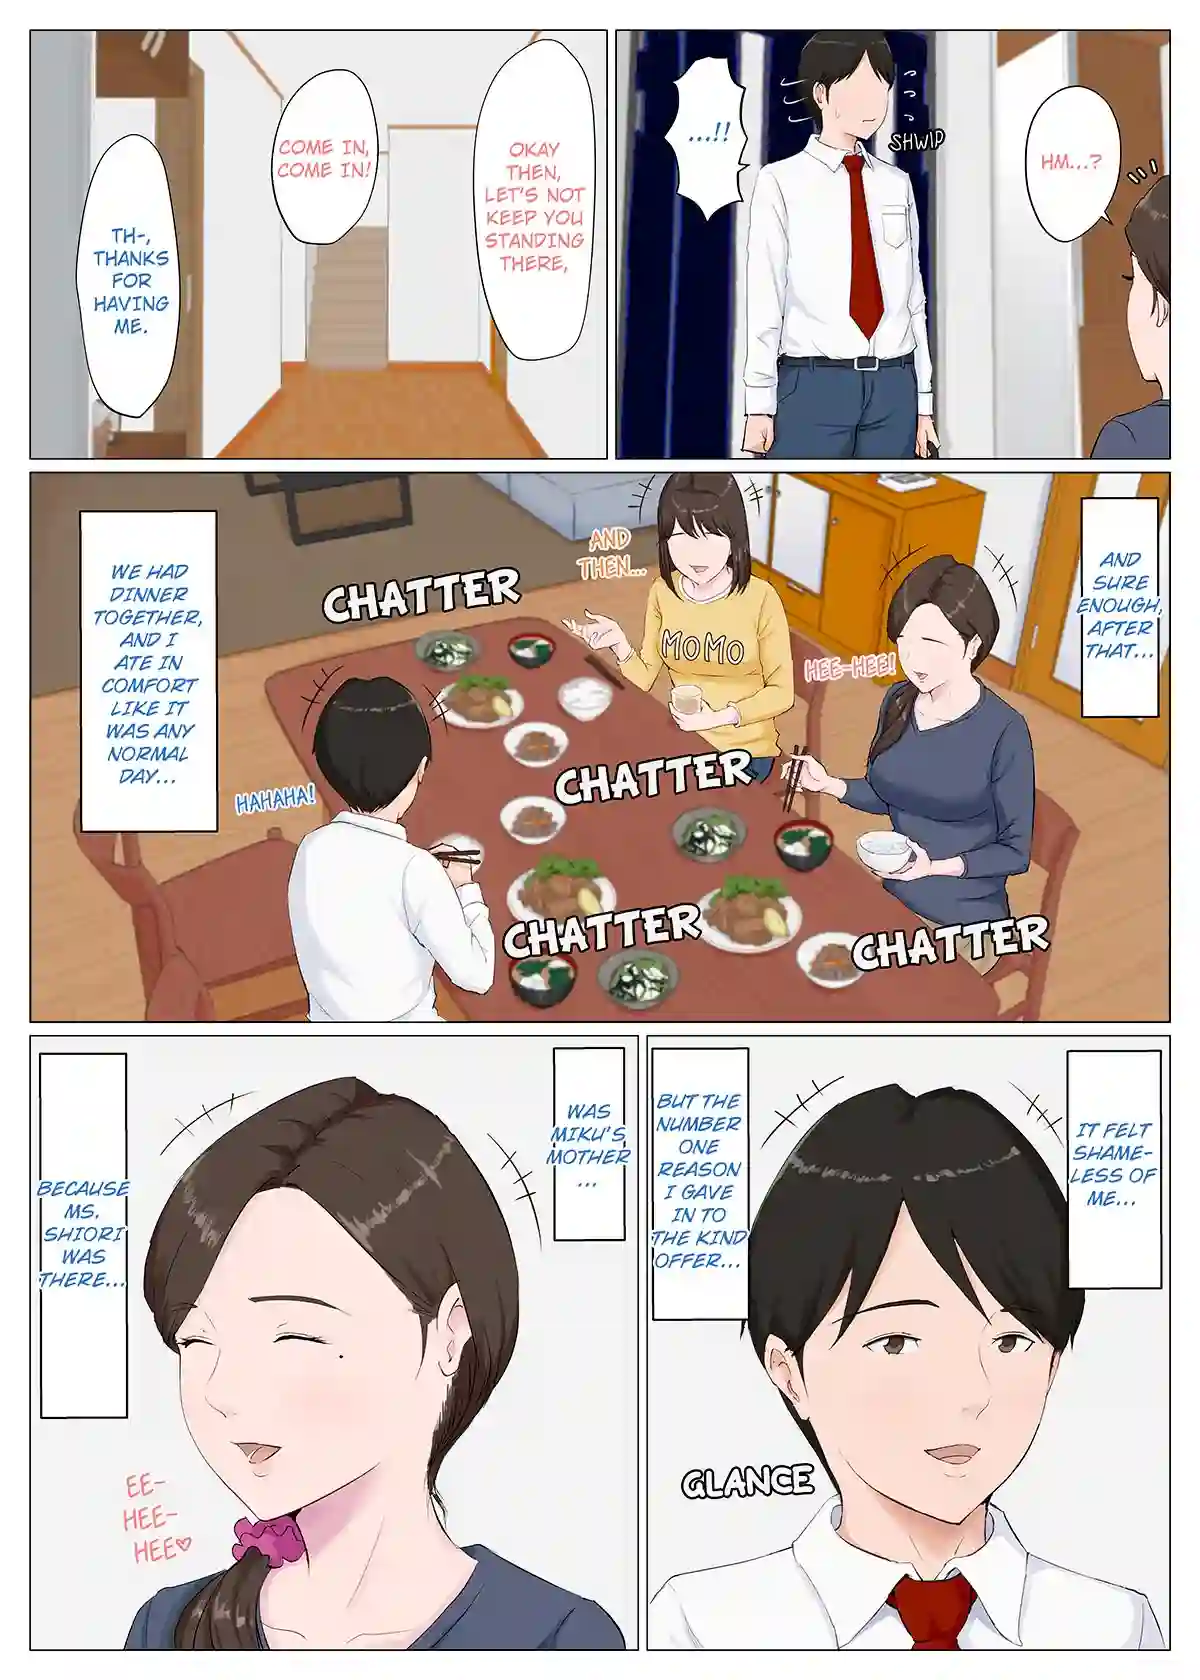 HM...?
SHWIP
...!!
OKAY
THEN,
LET'S NOT
KEEP YOU
STANDING
THERE,
COME IN,
COME IN!
TH-,
THANKS
FOR
HAVING
ME.
AND
SURE
ENOUGH,
AFTER
THAT...
AND
THEN...
HEE-HEE!
MOMO
CHATTER
CHATTER
CHATTER
CHATTER
HAHAHA!
WE HAD
DINNER
TOGETHER,
AND I
ATE IN
COMFORT
LIKE IT
WAS ANY
NORMAL
DAY...
IT FELT
SHAME-
LESS OF
ME...
BUT THE
NUMBER
ONE
REASON
I GAVE
IN TO
THE KIND
OFFER...
GLANCE
WAS
MIKU'S
MOTHER
...
BECAUSE
MS.
SHIORI
WAS
THERE...
EE-
HEE-
HEE♡